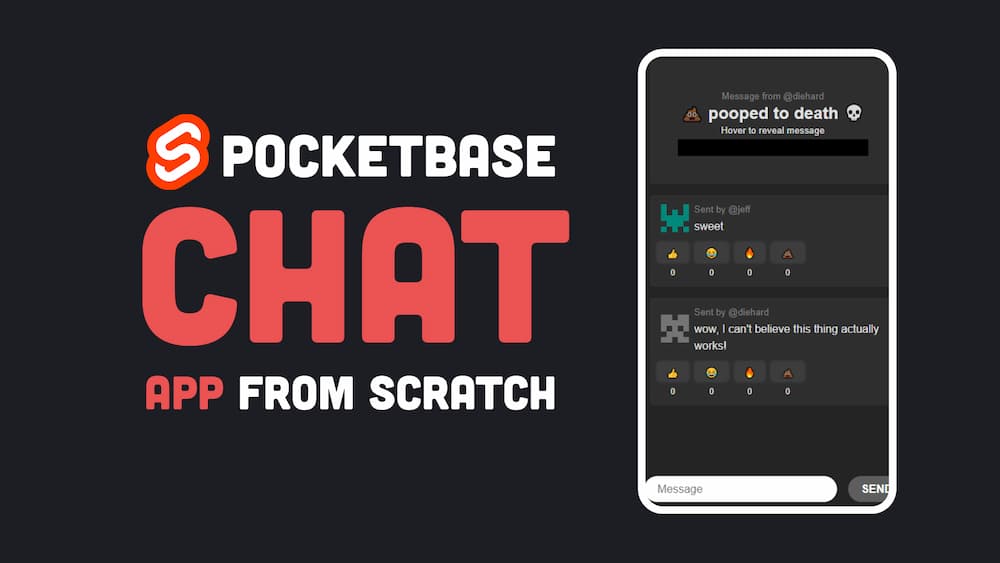 POCKETBASE
CHAT
APP FROM SCRATCH
Message from @diehard
💩 pooped to death 💀
Hover to reveal message
Sent by @jeff
sweet
👍 😂 🔥 💩
0 0 0 0
Sent by @diehard
wow, I can't believe this thing actually
works!
👍 😂 🔥 💩
0 0 0 0
Message
SEND